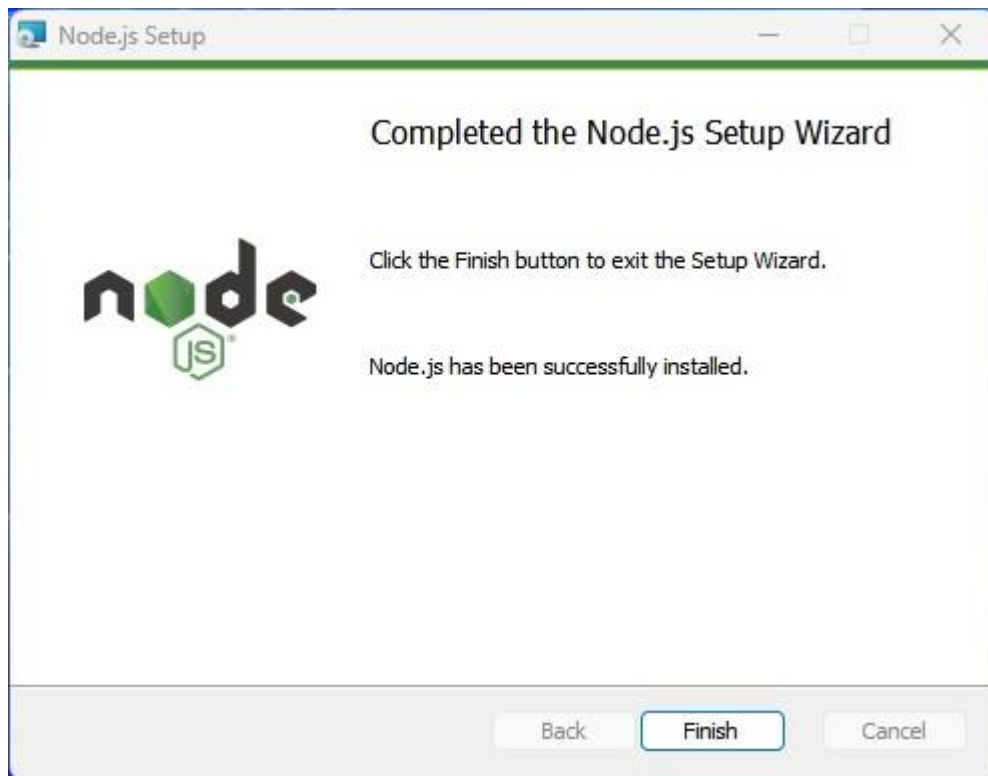 Node.js Setup
Completed the Node.js Setup Wizard
Click the Finish button to exit the Setup Wizard.
node
JS
®
Node.js has been successfully installed.
Back Finish Cancel